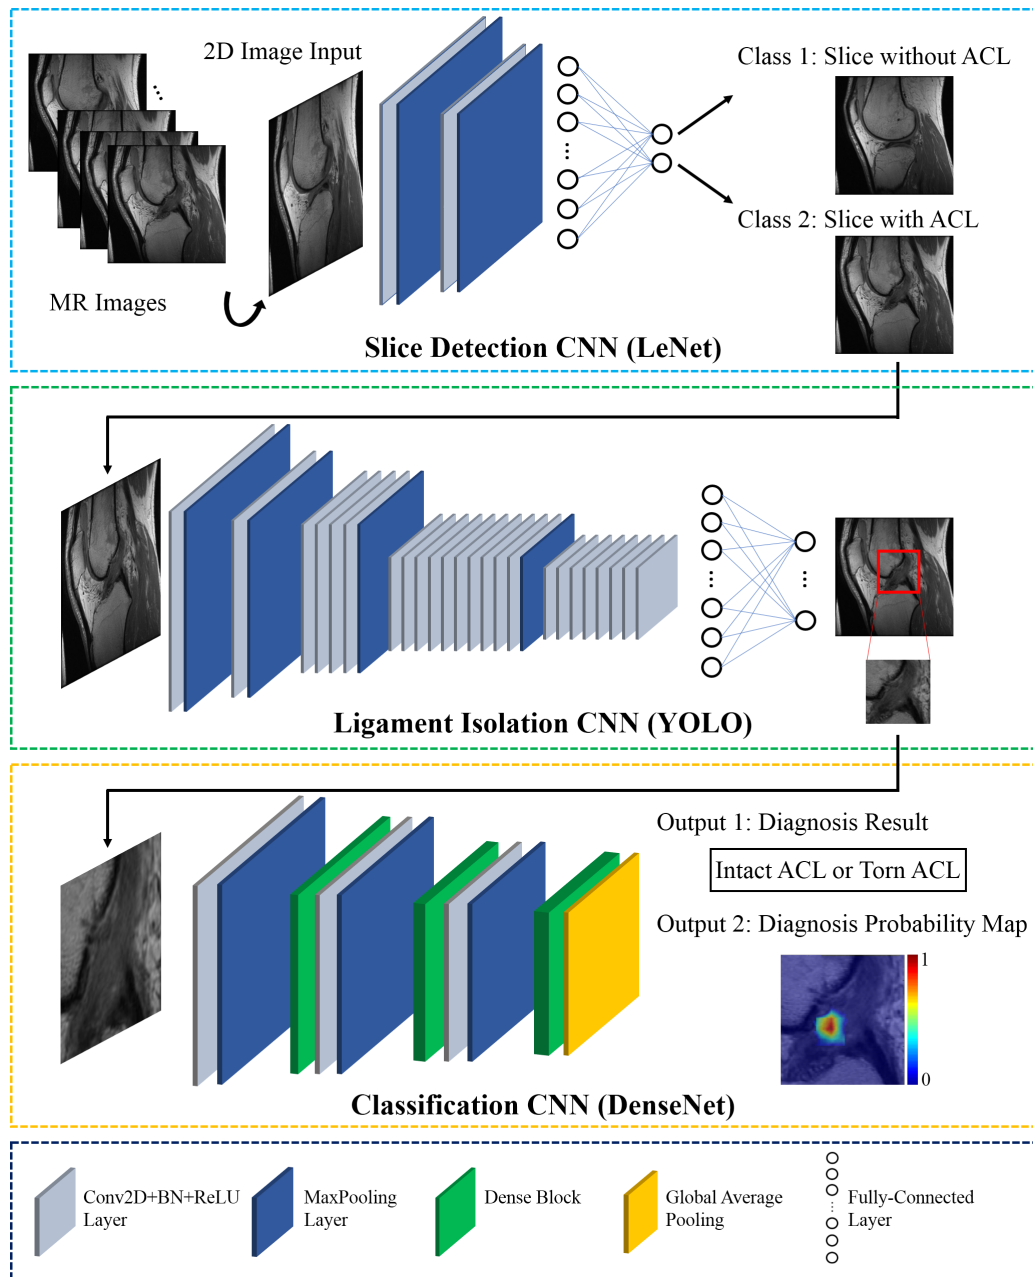 2D Image Input
MR Images
Class 1: Slice without ACL
Class 2: Slice with ACL
Slice Detection CNN (LeNet)
Ligament Isolation CNN (YOLO)
Output 1: Diagnosis Result
Intact ACL or Torn ACL
Output 2: Diagnosis Probability Map
1
0
Classification CNN (DenseNet)
Conv2D+BN+ReLU
Layer
MaxPooling
Layer
Dense Block
Global Average
Pooling
Fully-Connected
Layer